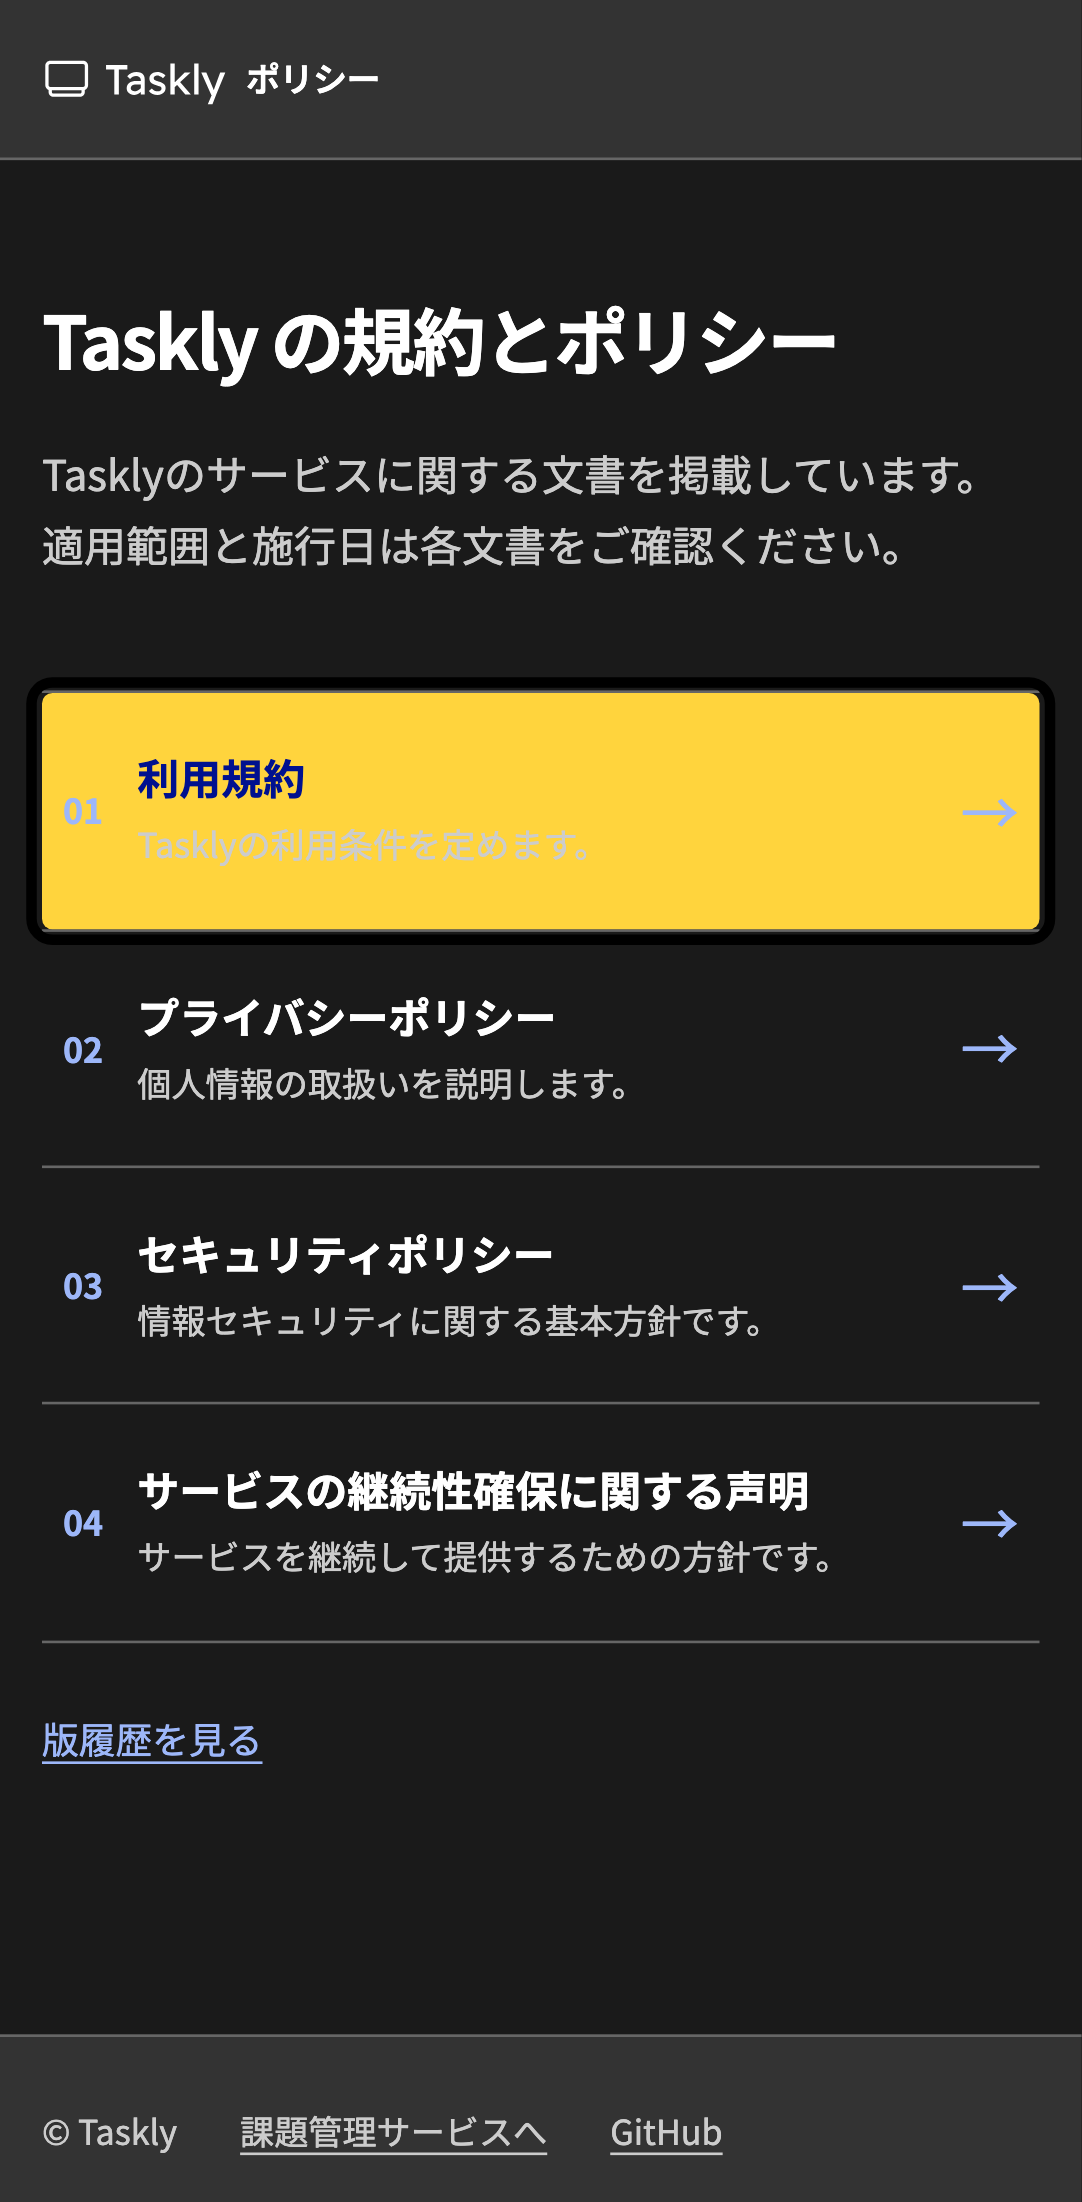 Taskly ポリシー
Taskly の規約とポリシー
Tasklyのサービスに関する文書を掲載しています。
適用範囲と施行日は各文書をご確認ください。
01
利用規約
Tasklyの利用条件を定めます。
→
02
プライバシーポリシー
個人情報の取扱いを説明します。
→
03
セキュリティポリシー
情報セキュリティに関する基本方針です。
→
04
サービスの継続性確保に関する声明
サービスを継続して提供するための方針です。
→
版履歴を見る
© Taskly 課題管理サービスへ GitHub